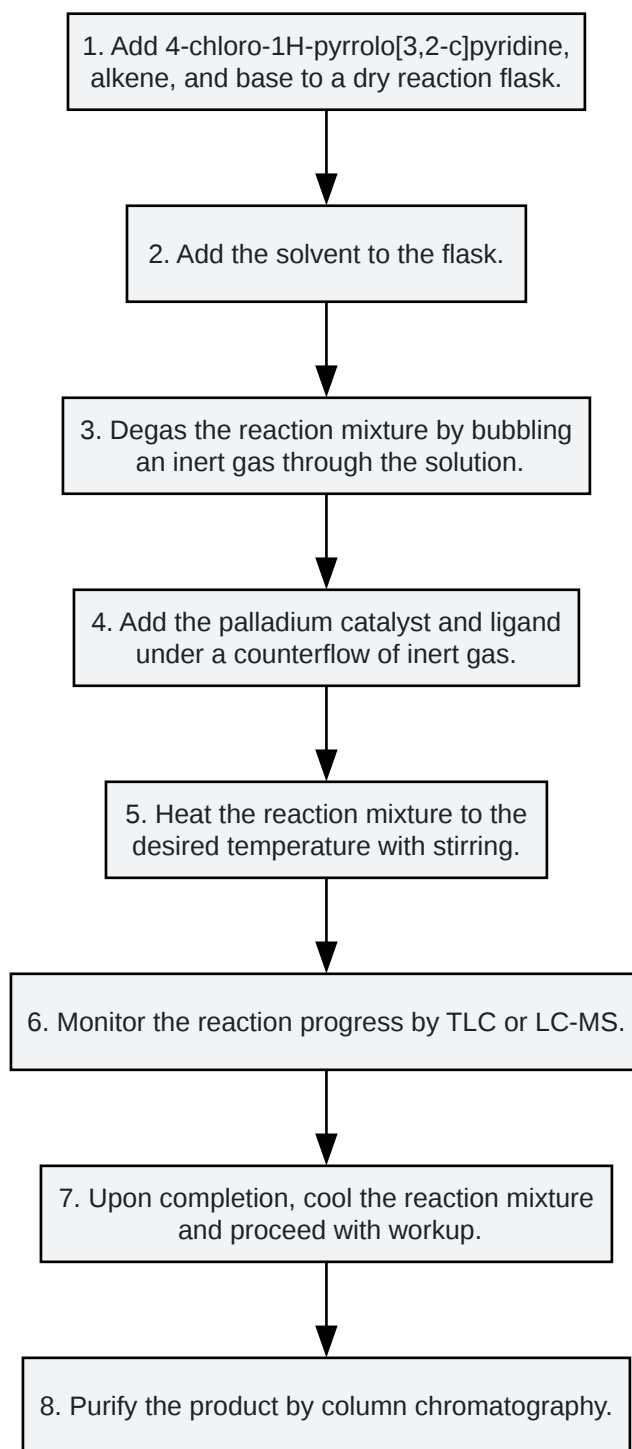 1. Add 4-chloro-1H-pyrrolo[3,2-c]pyridine,
alkene, and base to a dry reaction flask.
2. Add the solvent to the flask.
3. Degas the reaction mixture by bubbling
an inert gas through the solution.
4. Add the palladium catalyst and ligand
under a counterflow of inert gas.
5. Heat the reaction mixture to the
desired temperature with stirring.
6. Monitor the reaction progress by TLC or LC-MS.
7. Upon completion, cool the reaction mixture
and proceed with workup.
8. Purify the product by column chromatography.